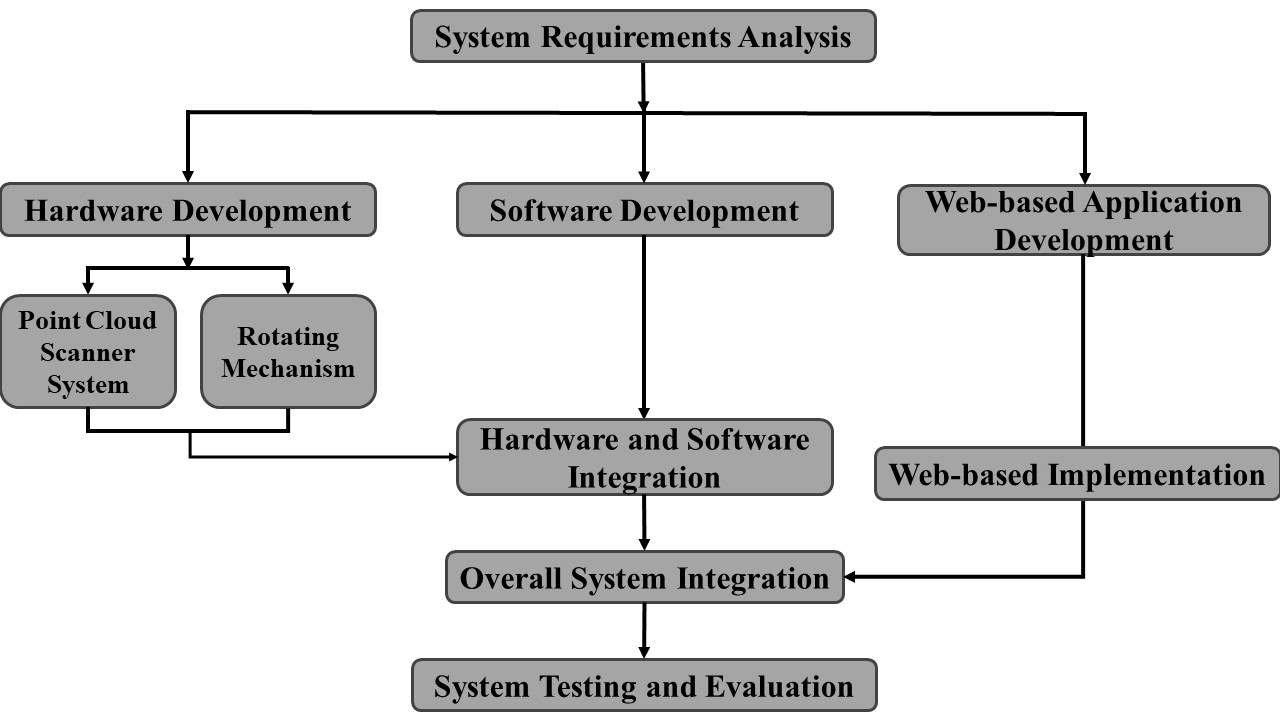 System Requirements Analysis
Hardware Development
Software Development
Web-based Application
Development
Point Cloud
Scanner
System
Rotating
Mechanism
Hardware and Software
Integration
Web-based Implementation
Overall System Integration
System Testing and Evaluation